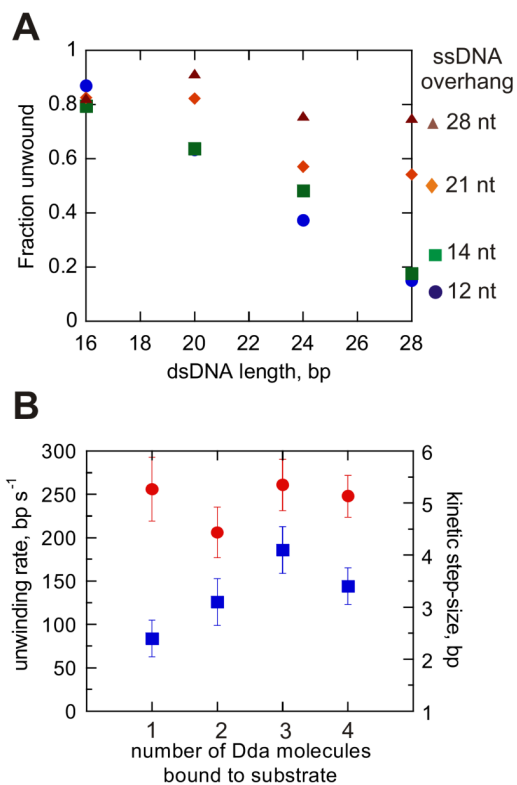 A
1
0.8
0.6
0.4
0.2
0
Fraction unwound
16 18 20 22 24 26 28
dsDNA length, bp
ssDNA
overhang
28 nt
21 nt
14 nt
12 nt
B
300
250
200
150
100
50
0
unwinding rate, bp s-1
6
5
4
3
2
1
kinetic step-size, bp
1 2 3 4
number of Dda molecules
bound to substrate